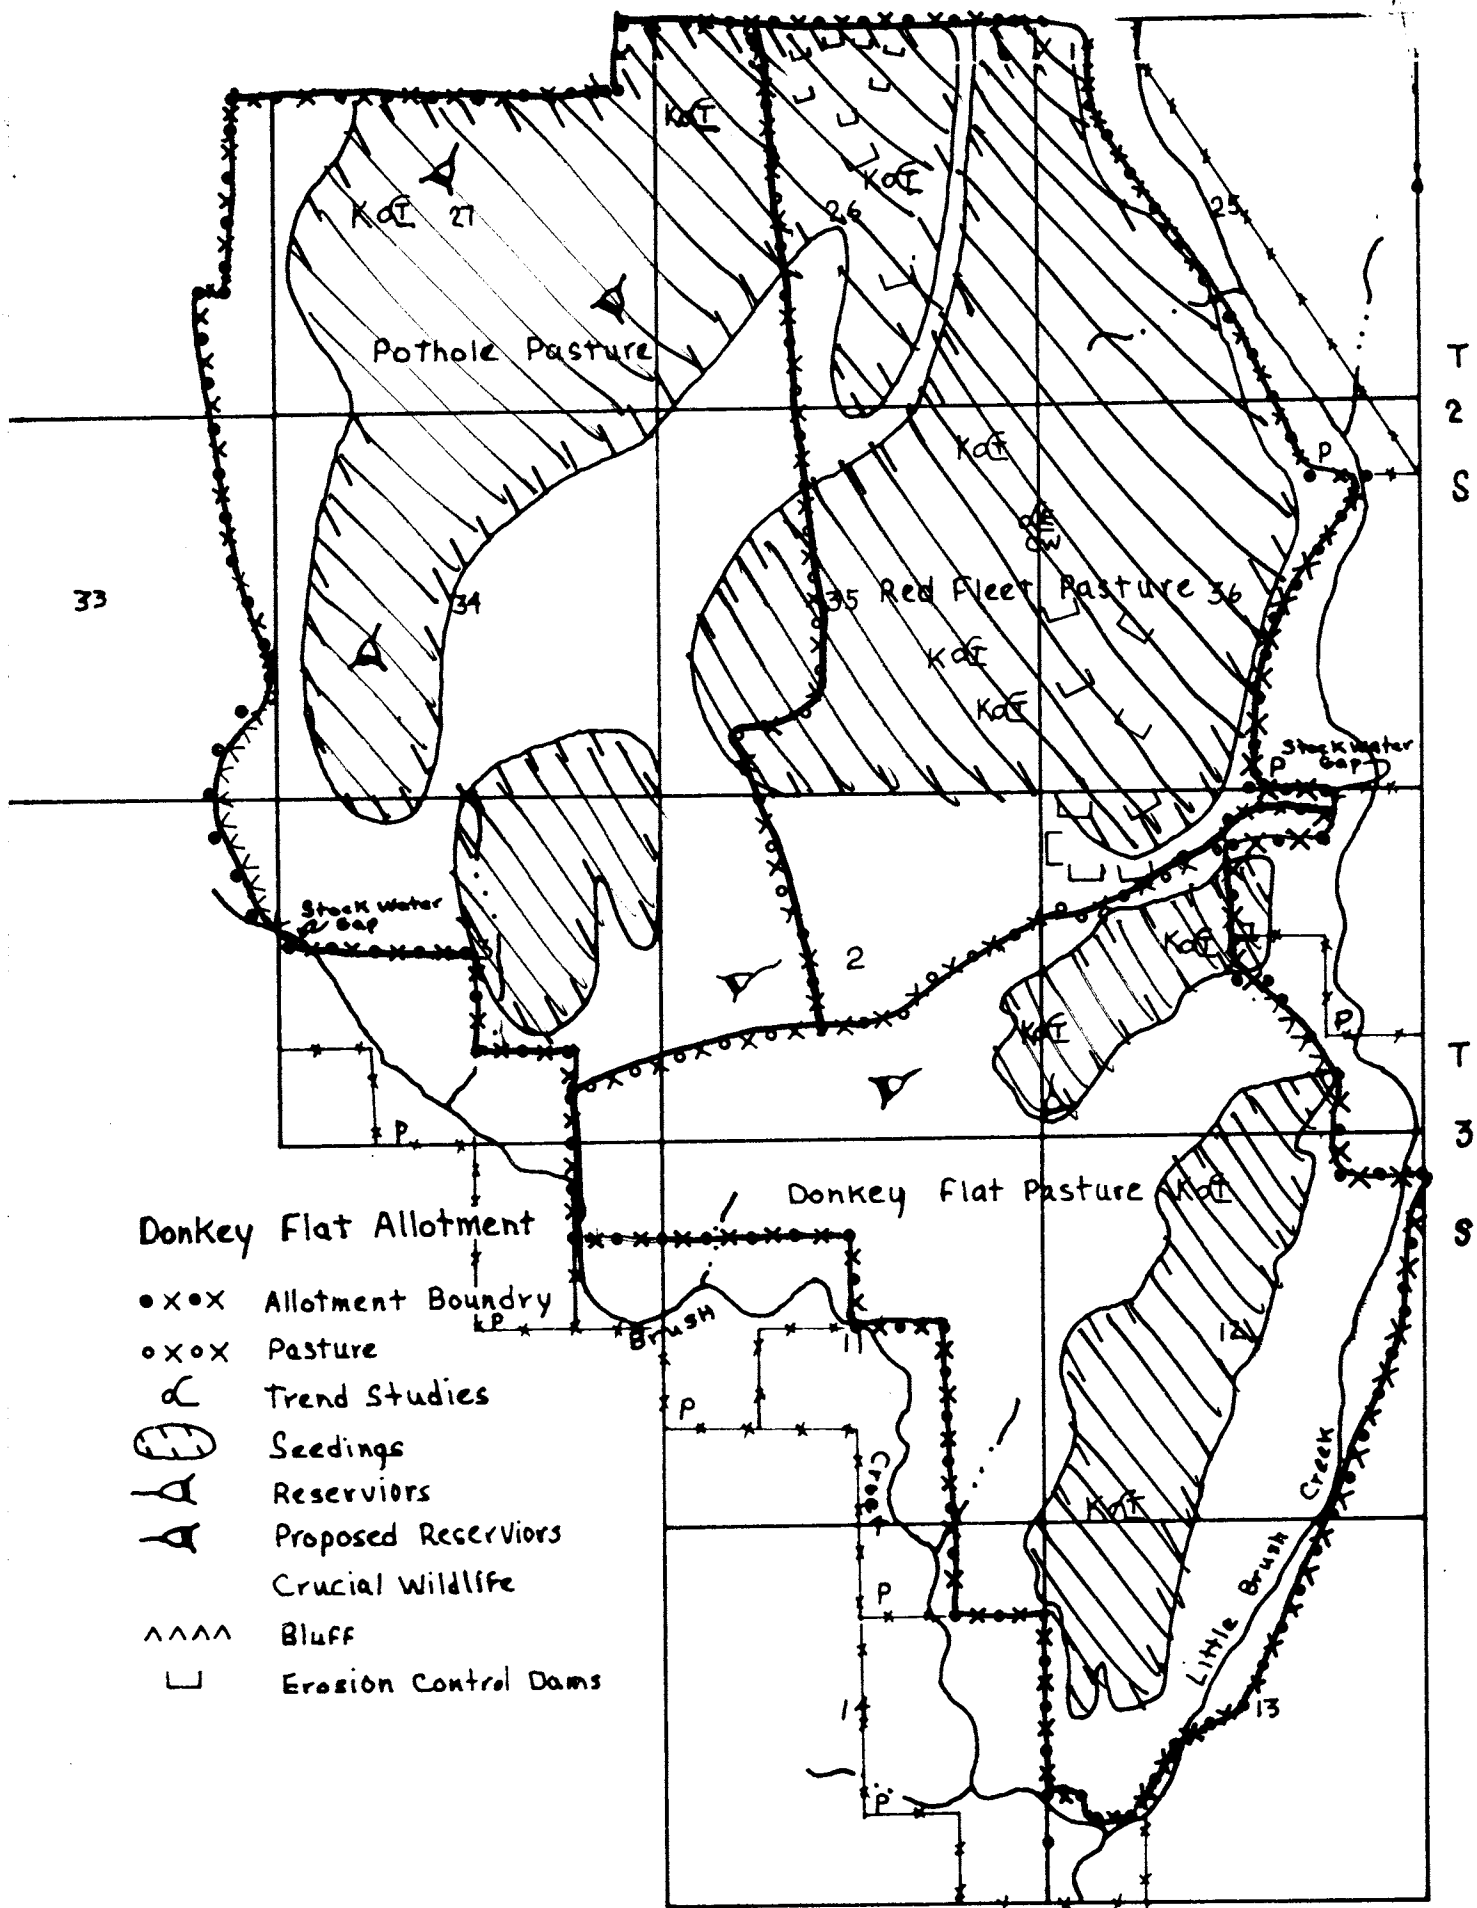 27
26
25
Pothole Pasture
T
2
S
P
33
34
35
Red Fleet Pasture
36
Stock Water
Gap
P
Stock Water
Gap
2
P
T
3
S
P
Donkey Flat Pasture
Donkey Flat Allotment
Allotment Boundry
Pasture
Trend Studies
Seedings
Reserviors
Proposed Reserviors
Crucial Wildlife
Bluff
Erosion Control Dams
P
Brush
11
12
P
Creek
Creek
Little Brush
P
14
13
P